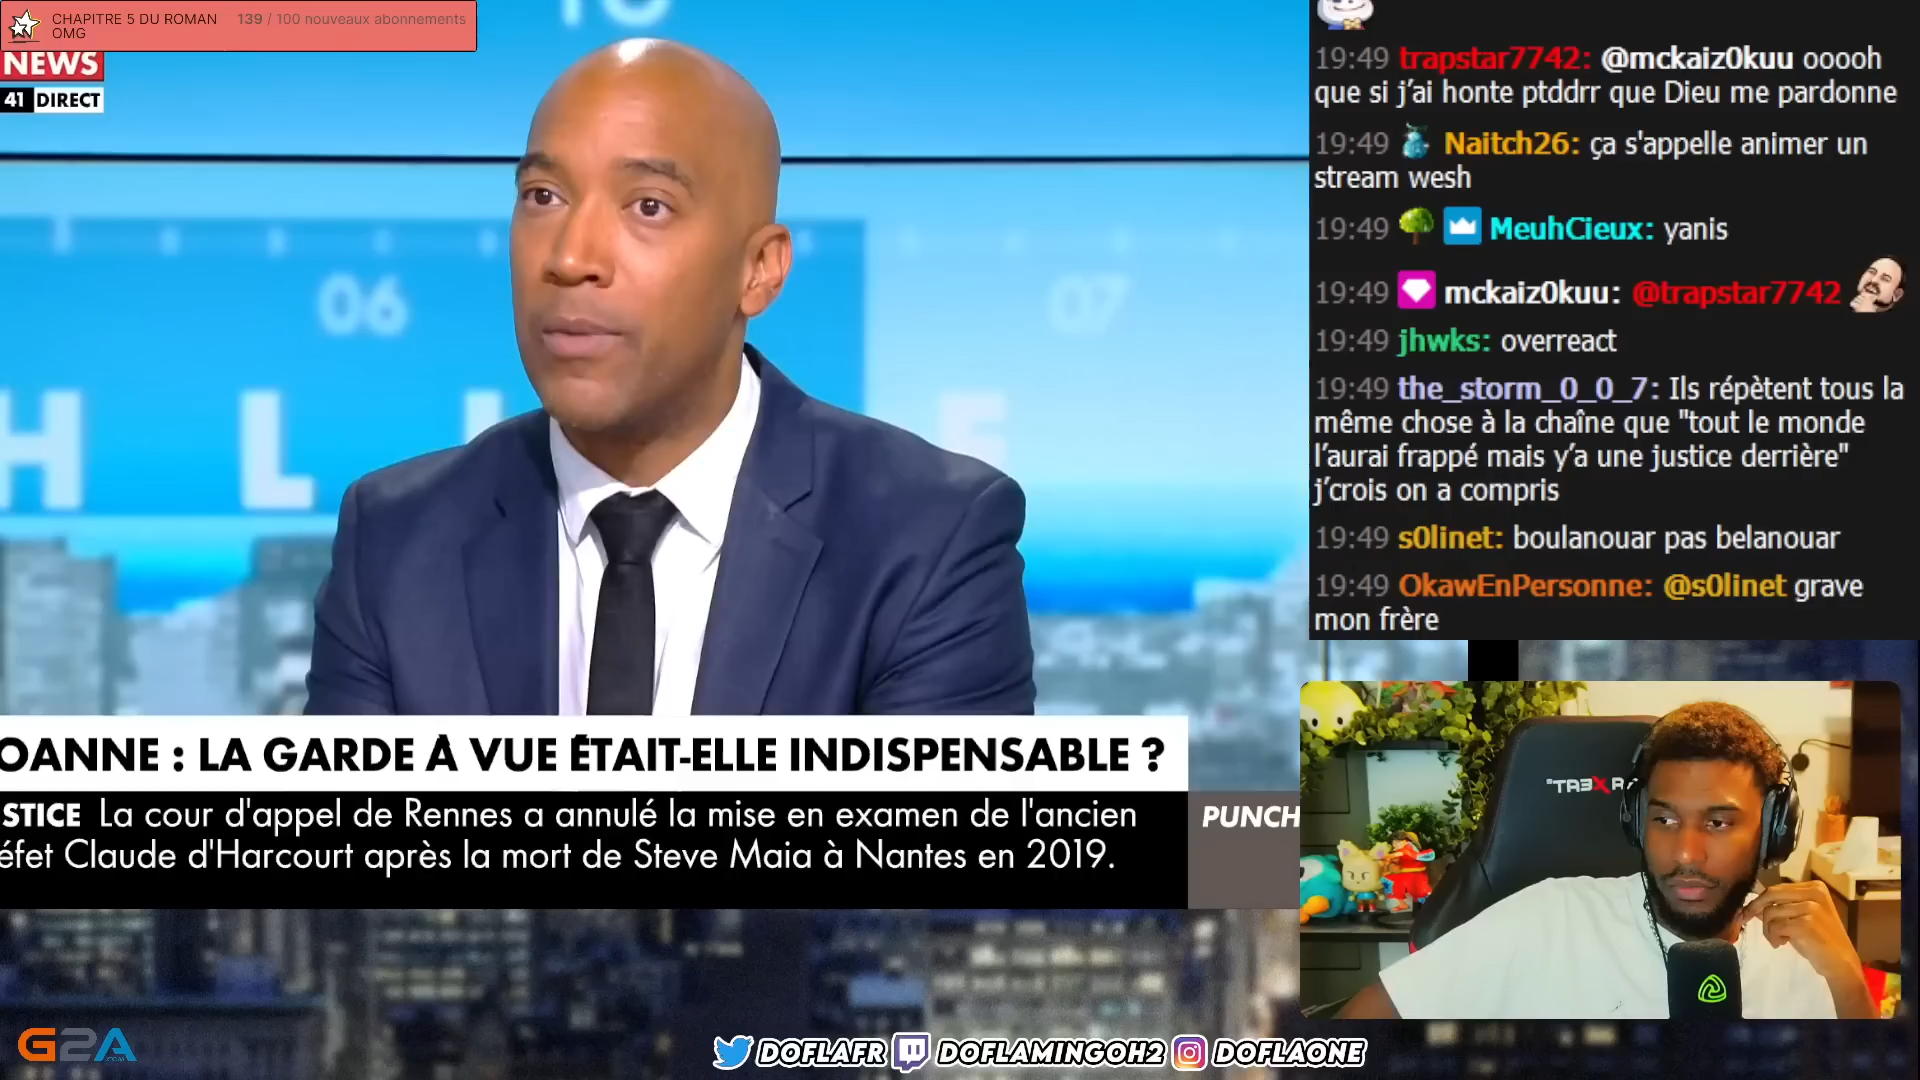 CHAPITRE 5 DU ROMAN OMG
139 / 100 nouveaux abonnements
NEWS
41 DIRECT
06
07
H L I E
OANNE : LA GARDE À VUE ÉTAIT-ELLE INDISPENSABLE ?
STICE La cour d'appel de Rennes a annulé la mise en examen de l'ancien
éfet Claude d'Harcourt après la mort de Steve Maia à Nantes en 2019.
PUNCH
19:49 trapstar7742: @mckaiz0kuu ooooh
que si j’ai honte ptddrr que Dieu me pardonne
19:49 Naitch26: ça s'appelle animer un
stream wesh
19:49 MeuhCieux: yanis
19:49 mckaiz0kuu: @trapstar7742
19:49 jhwks: overreact
19:49 the_storm_0_0_7: Ils répètent tous la
même chose à la chaîne que "tout le monde
l’aurai frappé mais y’a une justice derrière"
j’crois on a compris
19:49 s0linet: boulanouar pas belanouar
19:49 OkawEnPersonne: @s0linet grave
mon frère
G2A
DOFLAFR DOFLAMINGOH2 DOFLAONE